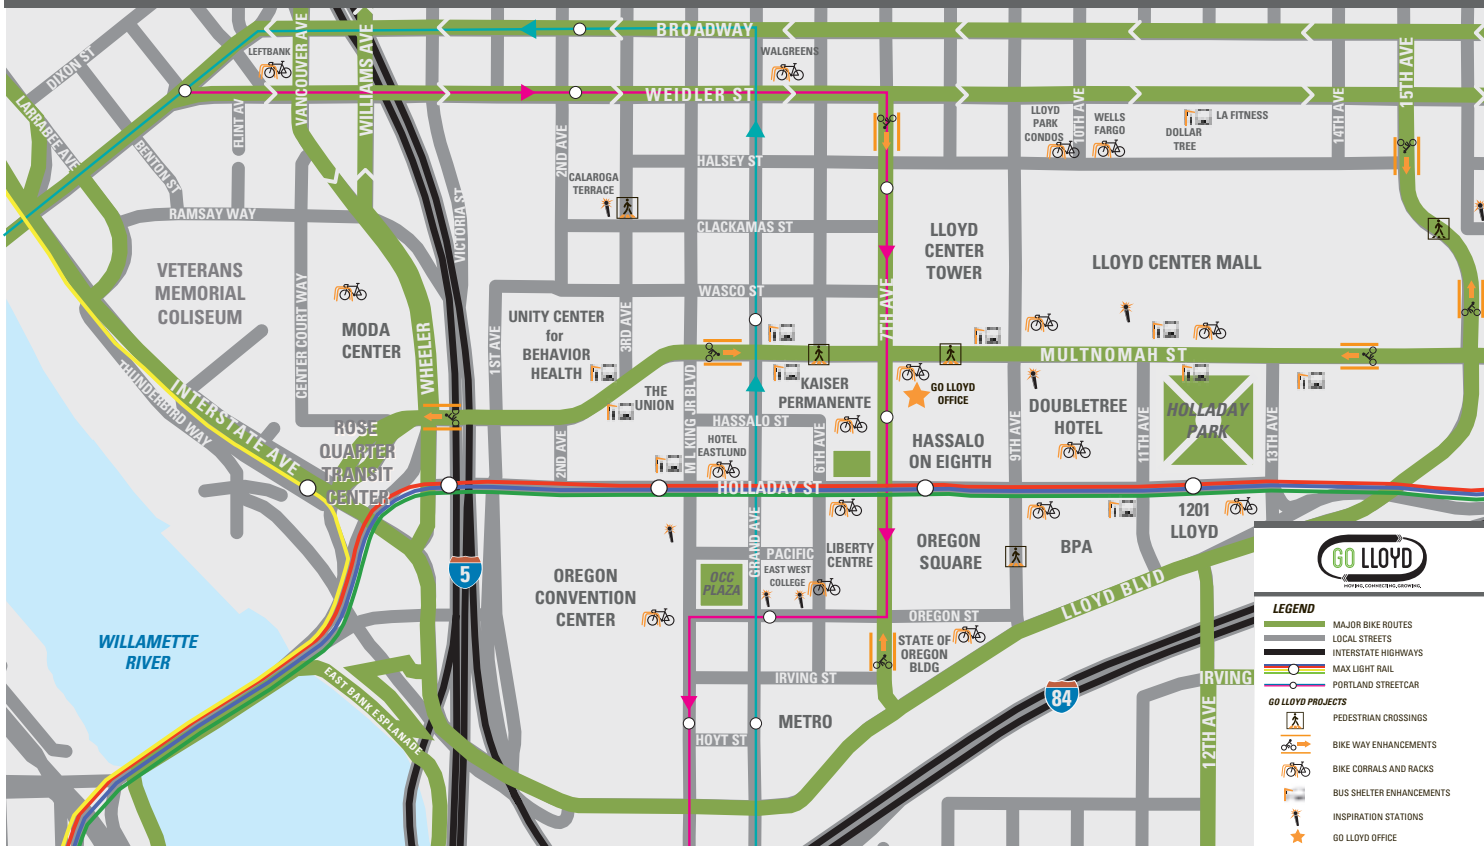 BROADWAY
DIXON ST
LEFTBANK
VANCOUVER AVE
WILLIAMS AVE
WALGREENS
15TH AVE
WEIDLER ST
LARRABEE AVE
FLINT AV
BENTON ST
2ND AVE
LLOYD
PARK
CONDOS
10TH AVE
WELLS
FARGO
DOLLAR
TREE
LA FITNESS
14TH AVE
HALSEY ST
CALAROGA
TERRACE
RAMSAY WAY
VICTORIA ST
CLACKAMAS ST
LLOYD
CENTER
TOWER
LLOYD CENTER MALL
VETERANS
MEMORIAL
COLISEUM
CENTER COURT WAY
MODA
CENTER
WHEELER
1ST AVE
WASCO ST
7TH AVE
UNITY CENTER
for
BEHAVIOR
HEALTH
3RD AVE
MULTNOMAH ST
THUNDERBIRD WAY
INTERSTATE AVE
THE
UNION
M L KING JR BLVD
KAISER
PERMANENTE
GO LLOYD
OFFICE
DOUBLETREE
HOTEL
HOLLADAY
PARK
HASSALO ST
ROSE
QUARTER
TRANSIT
CENTER
2ND AVE
HOTEL
EASTLUND
6TH AVE
HASSALO
ON EIGHTH
9TH AVE
11TH AVE
13TH AVE
HOLLADAY ST
GRAND AVE
1201
LLOYD
5
OREGON
CONVENTION
CENTER
OCC
PLAZA
PACIFIC
EAST WEST
COLLEGE
LIBERTY
CENTRE
OREGON
SQUARE
BPA
LLOYD BLVD
OREGON ST
STATE OF
OREGON
BLDG
WILLAMETTE
RIVER
EAST BANK ESPLANADE
IRVING ST
IRVING
84
12TH AVE
METRO
HOYT ST
GO LLOYD
MOVING, CONNECTING, GROWING.
LEGEND
MAJOR BIKE ROUTES
LOCAL STREETS
INTERSTATE HIGHWAYS
MAX LIGHT RAIL
PORTLAND STREETCAR
GO LLOYD PROJECTS
PEDESTRIAN CROSSINGS
BIKE WAY ENHANCEMENTS
BIKE CORRALS AND RACKS
BUS SHELTER ENHANCEMENTS
INSPIRATION STATIONS
GO LLOYD OFFICE